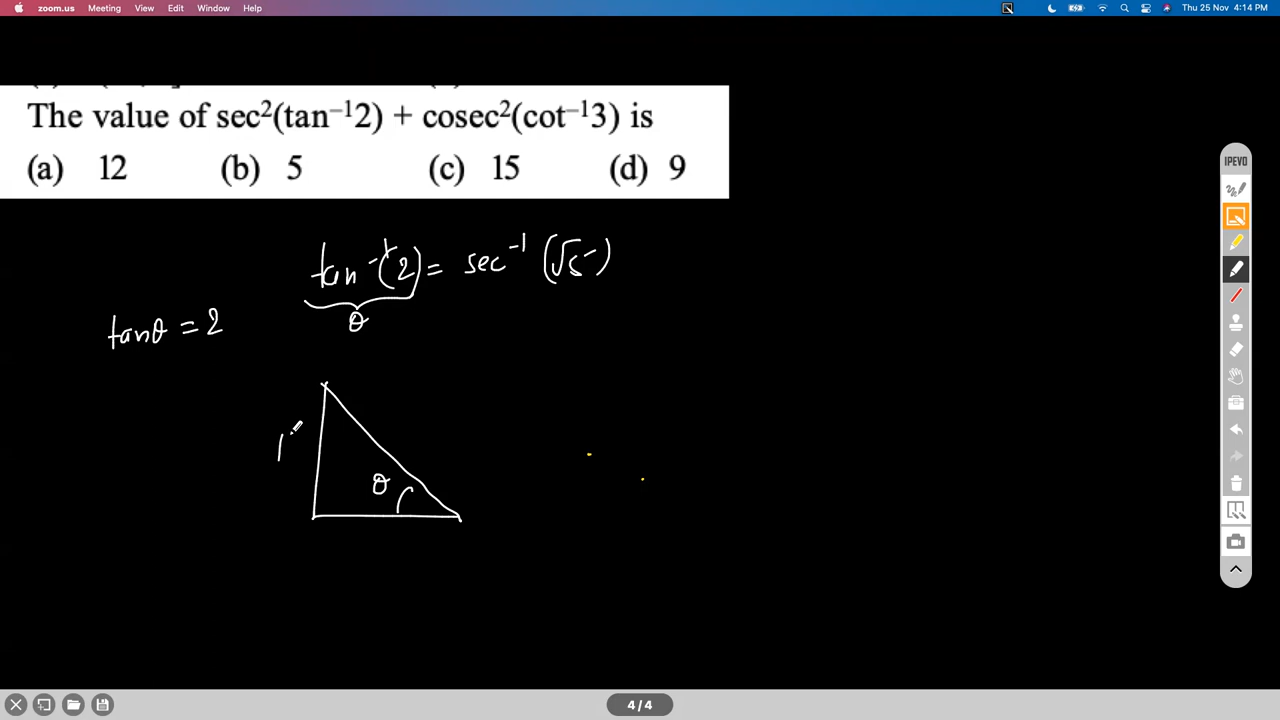 zoom.us Meeting View Edit Window Help Thu 25 Nov 4:14 PM
The value of sec²(tan⁻¹2) + cosec²(cot⁻¹3) is
(a) 12 (b) 5 (c) 15 (d) 9
tan⁻¹(2) = sec⁻¹(√5)
θ
tanθ = 2
θ
IPEVO
4/4